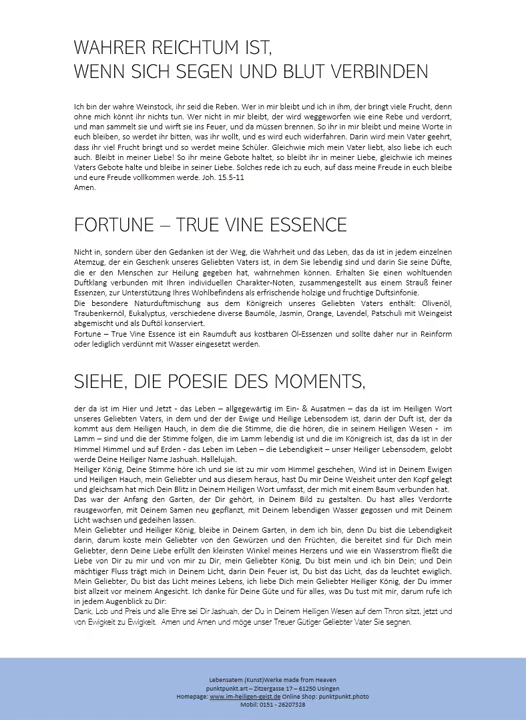 WAHRER REICHTUM IST,
WENN SICH SEGEN UND BLUT VERBINDEN
Ich bin der wahre Weinstock, ihr seid die Reben. Wer in mir bleibt und ich in ihm, der bringt viele Frucht, denn
ohne mich könnt ihr nichts tun. Wer nicht in mir bleibt, der wird weggeworfen wie eine Rebe und verdorrt,
und man sammelt sie und wirft sie ins Feuer, und da müssen brennen. So ihr in mir bleibt und meine Worte in
euch bleiben, so werdet ihr bitten, was ihr wollt, und es wird euch widerfahren. Darin wird mein Vater geehrt,
dass ihr viel Frucht bringt und so werdet meine Schüler. Gleichwie mich mein Vater liebt, also liebe ich euch
auch. Bleibt in meiner Liebe! So ihr meine Gebote haltet, so bleibt ihr in meiner Liebe, gleichwie ich meines
Vaters Gebote halte und bleibe in seiner Liebe. Solches rede ich zu euch, auf dass meine Freude in euch bleibe
und eure Freude vollkommen werde. Joh. 15.5-11
Amen.
FORTUNE – TRUE VINE ESSENCE
Nicht in, sondern über den Gedanken ist der Weg, die Wahrheit und das Leben, das da ist in jedem einzelnen
Atemzug, der ein Geschenk unseres Geliebten Vaters ist, in dem Sie lebendig sind und darin Sie seine Düfte,
die er den Menschen zur Heilung gegeben hat, wahrnehmen können. Erhalten Sie einen wohltuenden
Duftklang verbunden mit Ihren individuellen Charakter-Noten, zusammengestellt aus einem Strauß feiner
Essenzen, zur Unterstützung Ihres Wohlbefindens als erfrischende holzige und fruchtige Duftsinfonie.
Die besondere Naturduftmischung aus dem Königreich unseres Geliebten Vaters enthält: Olivenöl,
Traubenkernöl, Eukalyptus, verschiedene diverse Baumöle, Jasmin, Orange, Lavendel, Patschuli mit Weingeist
abgemischt und als Duftöl konserviert.
Fortune – True Vine Essence ist ein Raumduft aus kostbaren Öl-Essenzen und sollte daher nur in Reinform
oder lediglich verdünnt mit Wasser eingesetzt werden.
SIEHE, DIE POESIE DES MOMENTS,
der da ist im Hier und Jetzt - das Leben – allgegenwärtig im Ein- & Ausatmen – das da ist im Heiligen Wort
unseres Geliebten Vaters, in dem und der der Ewige und Heilige Lebensodem ist, darin der Duft ist, der da
kommt aus dem Heiligen Hauch, in dem die die Stimme, die die hören, die in seinem Heiligen Wesen - im
Lamm – sind und die der Stimme folgen, die im Lamm lebendig ist und die im Königreich ist, das da ist in der
Himmel Himmel und auf Erden - das Leben im Leben – die Lebendigkeit – unser Heiliger Lebensodem, gelobt
werde Deine Heiliger Name Jashuah. Hallelujah.
Heiliger König, Deine Stimme höre ich und sie ist zu mir vom Himmel geschehen, Wind ist in Deinem Ewigen
und Heiligen Hauch, mein Geliebter und aus diesem heraus, hast Du mir Deine Weisheit unter den Kopf gelegt
und gleichsam hat mich Dein Blitz in Deinem Heiligen Wort umfasst, der mich mit einem Baum verbunden hat.
Das war der Anfang den Garten, der Dir gehört, in Deinem Bild zu gestalten. Du hast alles Verdorrte
rausgeworfen, mit Deinem Samen neu gepflanzt, mit Deinem lebendigen Wasser gegossen und mit Deinem
Licht wachsen und gedeihen lassen.
Mein Geliebter und Heiliger König, bleibe in Deinem Garten, in dem ich bin, denn Du bist die Lebendigkeit
darin, darum koste mein Geliebter von den Gewürzen und den Früchten, die bereitet sind für Dich mein
Geliebter, denn Deine Liebe erfüllt den kleinsten Winkel meines Herzens und wie ein Wasserstrom fließt die
Liebe von Dir zu mir und von mir zu Dir, mein Geliebter König, Du bist mein und ich bin Dein; und Dein
mächtiger Fluss trägt mich in Deinem Licht, darin Dein Feuer ist, Du bist das Licht, das da leuchtet ewiglich.
Mein Geliebter, Du bist das Licht meines Lebens, ich liebe Dich mein Geliebter Heiliger König, der Du immer
bist allzeit vor meinem Angesicht. Ich danke für Deine Güte und für alles, was Du tust mit mir, darum rufe ich
in jedem Augenblick zu Dir:
Dank, Lob und Preis und alle Ehre sei Dir Jashuah, der Du in Deinem Heiligen Wesen auf dem Thron sitzt, jetzt und
von Ewigkeit zu Ewigkeit. Amen und Amen und möge unser Treuer Gütiger Geliebter Vater Sie segnen.
Lebensatem (Kunst)Werke made from Heaven
punktpunkt.art – Zitzergasse 17 – 61250 Usingen
Homepage: www.im-heiligen-geist.de Online Shop: punktpunkt.photo
Mobil: 0151 - 26207328